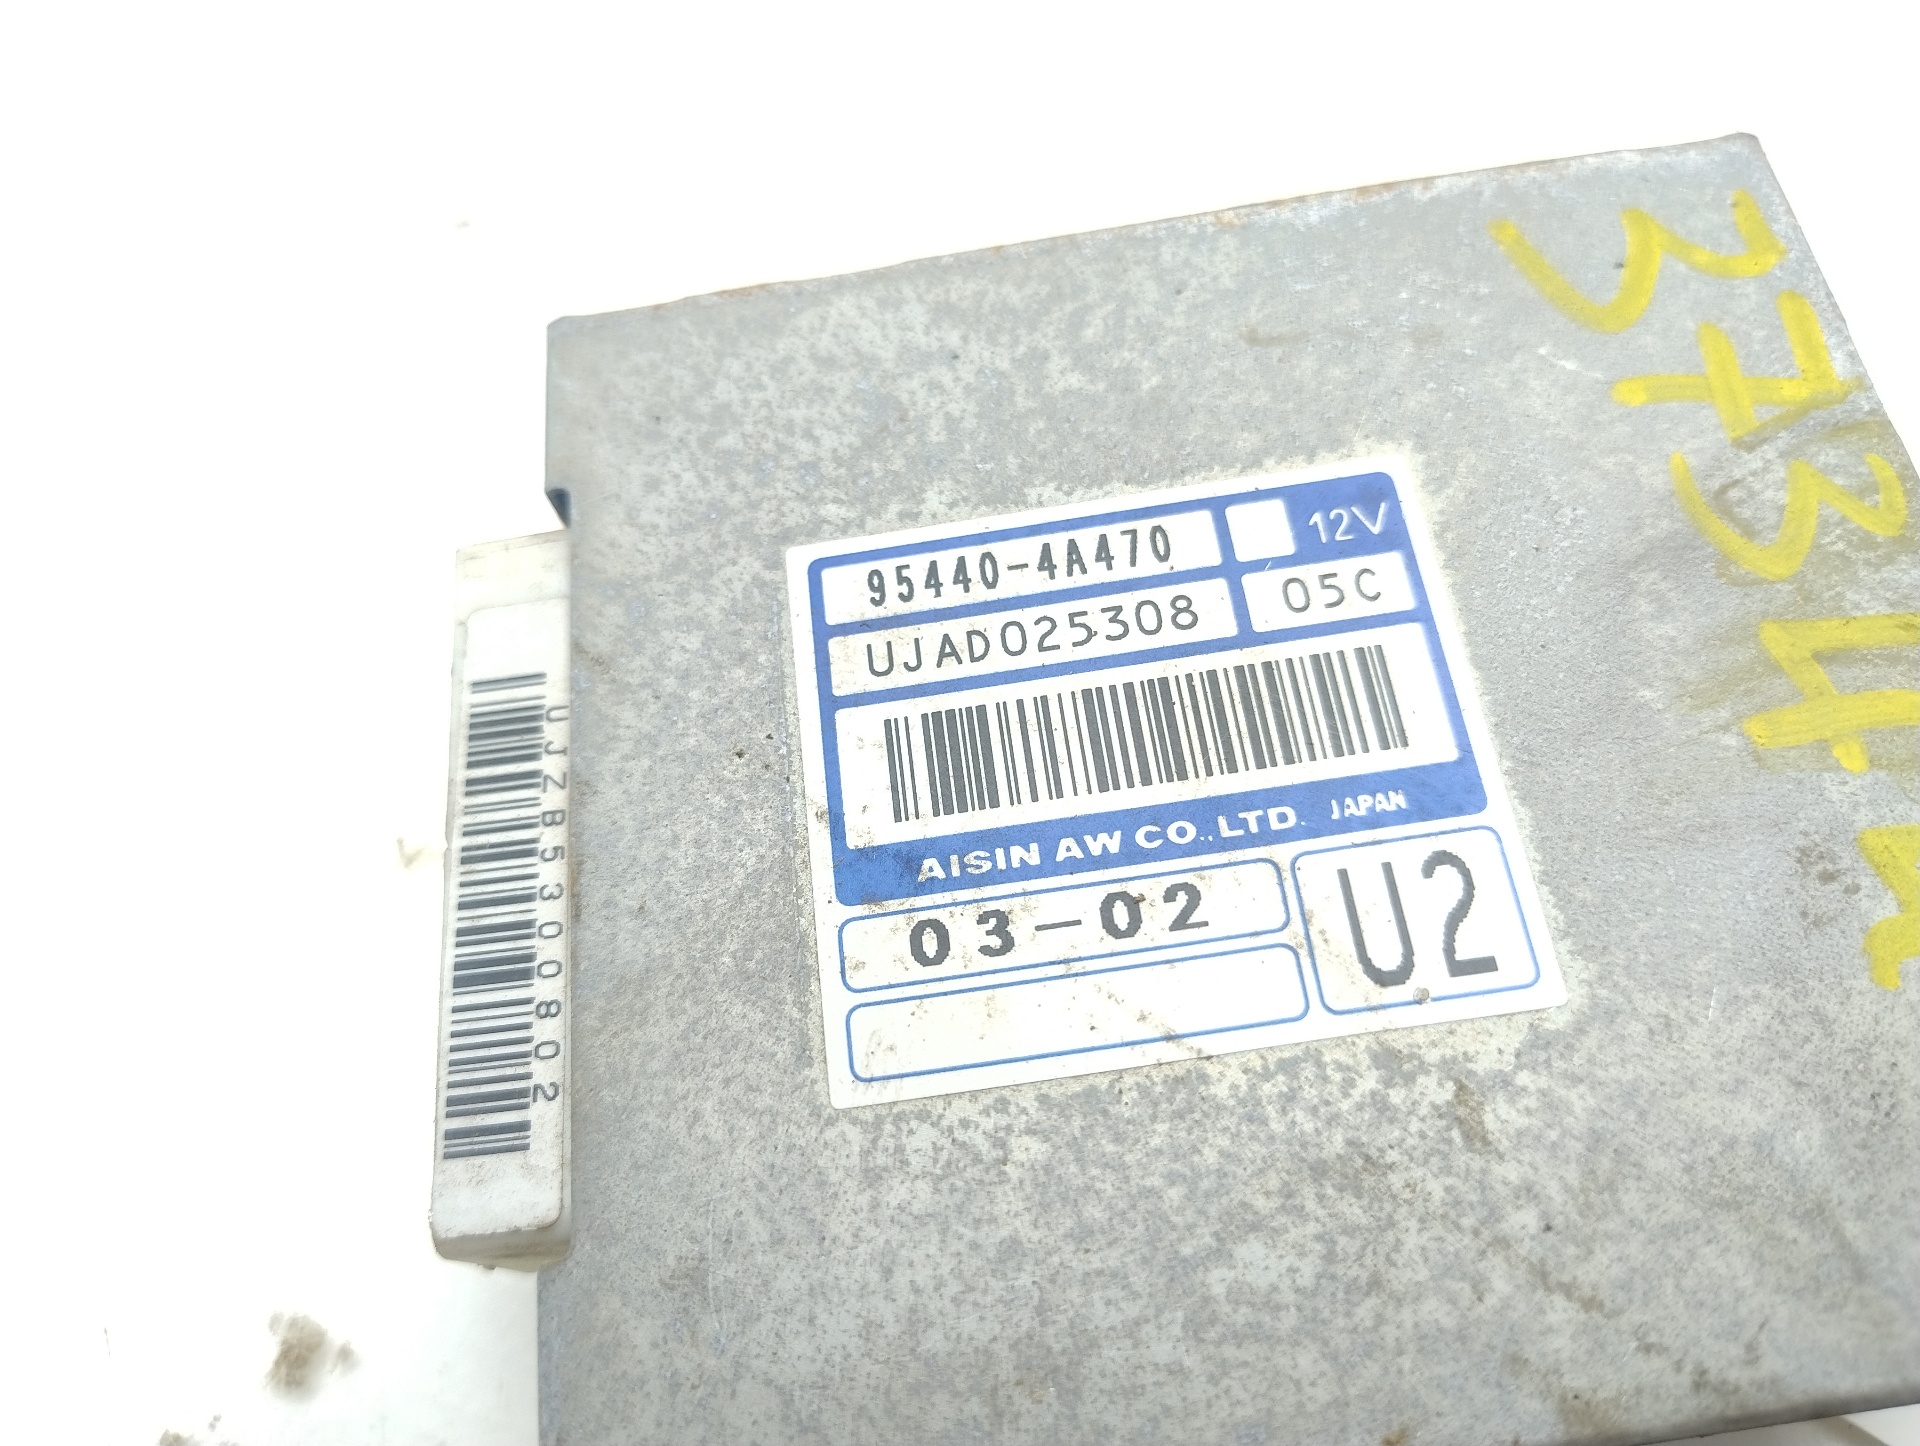 95440-4A470
12V
UJAD025308
05C
AISIN AW CO.,LTD. JAPAN
03-02
U2
UJZB5300802
3734